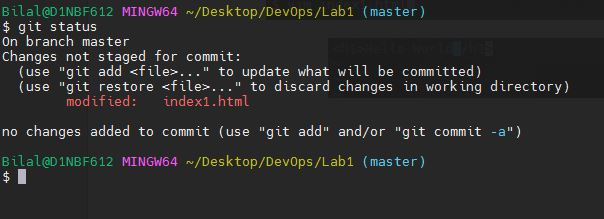 Bilal@D1NBF612 MINGW64 ~/Desktop/DevOps/Lab1 (master)
$ git status
On branch master
Changes not staged for commit:
  (use "git add <file>..." to update what will be committed)
  (use "git restore <file>..." to discard changes in working directory)
        modified:   index1.html

no changes added to commit (use "git add" and/or "git commit -a")

Bilal@D1NBF612 MINGW64 ~/Desktop/DevOps/Lab1 (master)
$